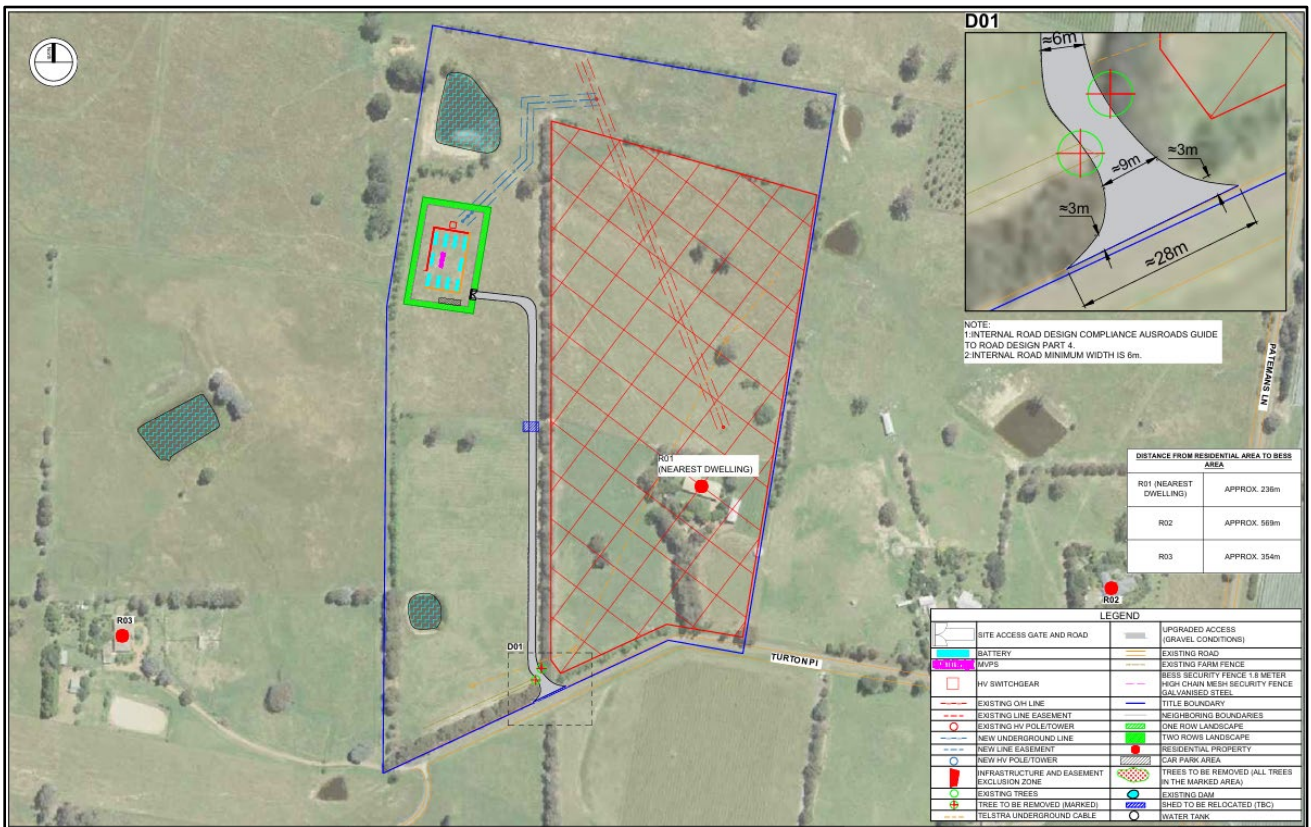 D01
≈6m
≈3m
≈9m
≈3m
≈28m
NOTE:
1:INTERNAL ROAD DESIGN COMPLIANCE AUSROADS GUIDE
TO ROAD DESIGN PART 4.
2:INTERNAL ROAD MINIMUM WIDTH IS 6m.
PATEMANS LN
R01
(NEAREST DWELLING)
DISTANCE FROM RESIDENTIAL AREA TO BESS
AREA
R01 (NEAREST
DWELLING)
APPROX. 236m
R02
APPROX. 569m
R03
APPROX. 354m
R02
R03
D01
TURTON PI
LEGEND
SITE ACCESS GATE AND ROAD
UPGRADED ACCESS
(GRAVEL CONDITIONS)
BATTERY
EXISTING ROAD
MVPS
EXISTING FARM FENCE
HV SWITCHGEAR
BESS SECURITY FENCE 1.8 METER
HIGH CHAIN MESH SECURITY FENCE
GALVANISED STEEL
EXISTING O/H LINE
TITLE BOUNDARY
EXISTING LINE EASEMENT
NEIGHBORING BOUNDARIES
EXISTING HV POLE/TOWER
ONE ROW LANDSCAPE
NEW UNDERGROUND LINE
TWO ROWS LANDSCAPE
NEW LINE EASEMENT
RESIDENTIAL PROPERTY
NEW HV POLE/TOWER
CAR PARK AREA
INFRASTRUCTURE AND EASEMENT
EXCLUSION ZONE
TREES TO BE REMOVED (ALL TREES
IN THE MARKED AREA)
EXISTING TREES
EXISTING DAM
TREE TO BE REMOVED (MARKED)
SHED TO BE RELOCATED (TBC)
TELSTRA UNDERGROUND CABLE
WATER TANK